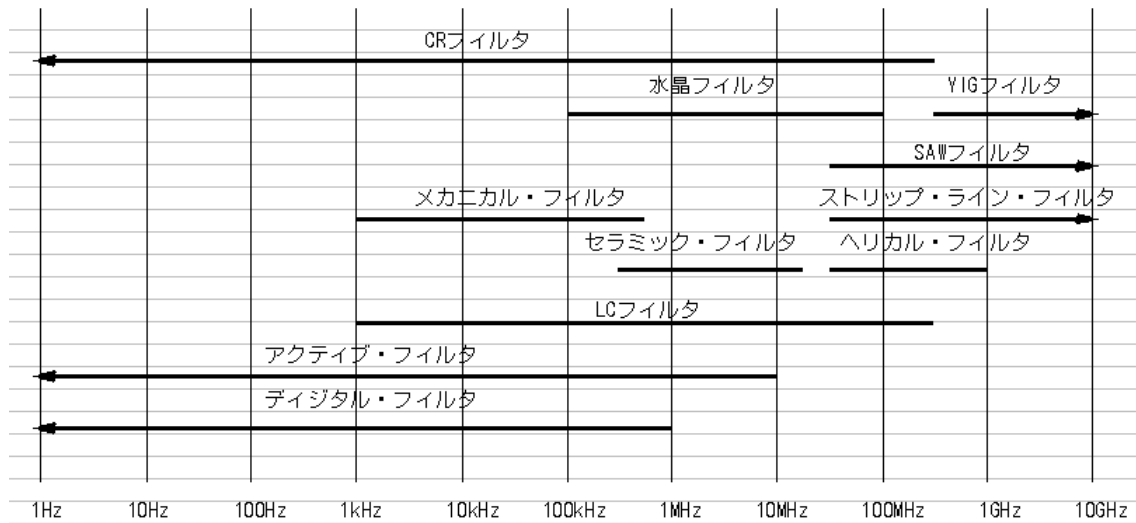 CRフィルタ
水晶フィルタ YIGフィルタ
SAWフィルタ
メカニカル・フィルタ ストリップ・ライン・フィルタ
セラミック・フィルタ ヘリカル・フィルタ
LCフィルタ
アクティブ・フィルタ
ディジタル・フィルタ
1Hz 10Hz 100Hz 1kHz 10kHz 100kHz 1MHz 10MHz 100MHz 1GHz 10GHz